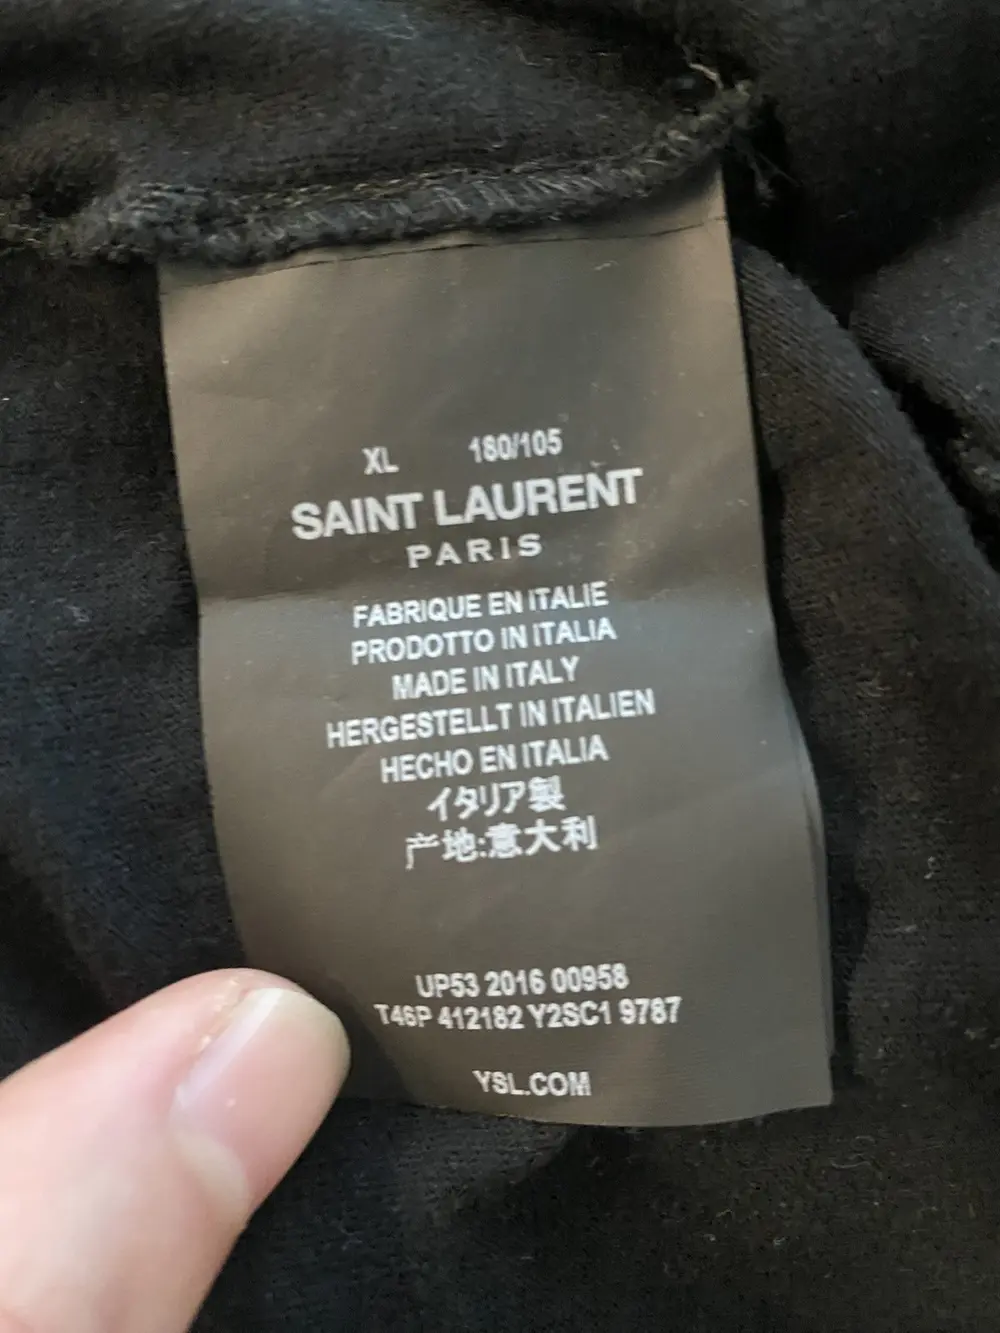 XL 180/105
SAINT LAURENT
PARIS
FABRIQUE EN ITALIE
PRODOTTO IN ITALIA
MADE IN ITALY
HERGESTELLT IN ITALIEN
HECHO EN ITALIA
イタリア製
产地:意大利
UP53 2016 00958
T46P 412182 Y2SC1 9787
YSL.COM